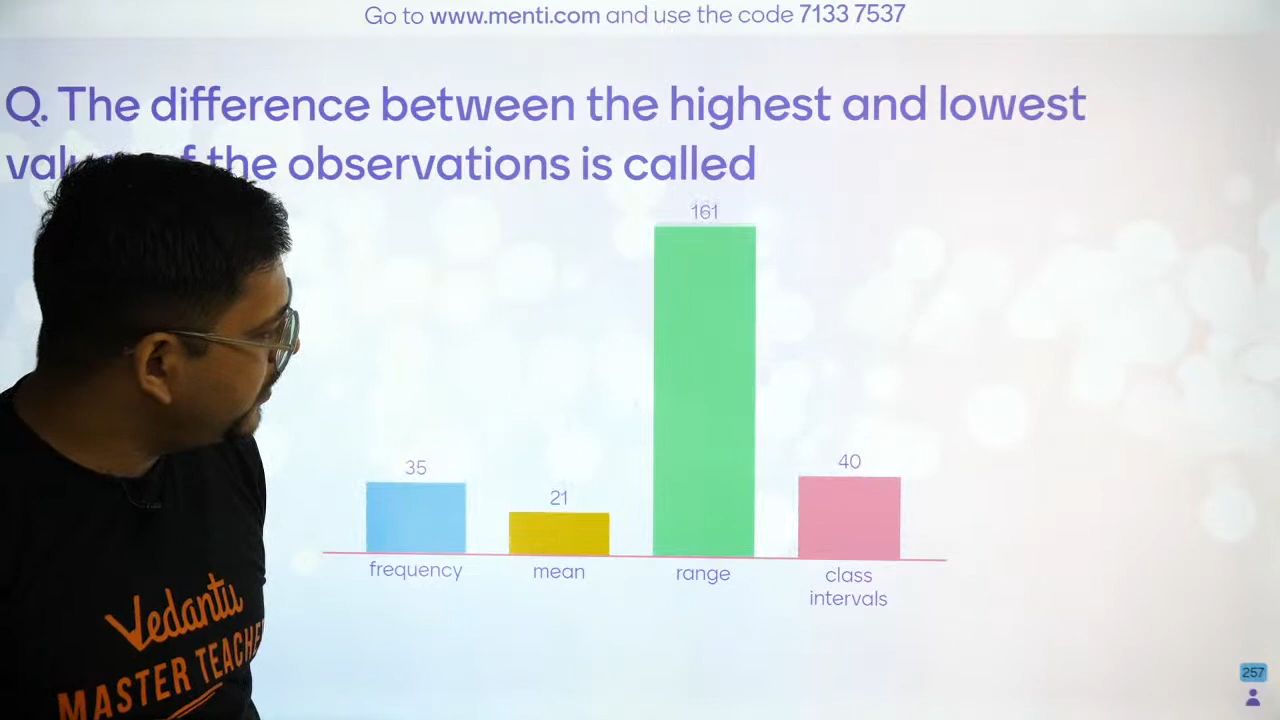 Go to www.menti.com and use the code 7133 7537
Q. The difference between the highest and lowest
the observations is called
161
35
21
40
frequency
mean
range
class
intervals
257
Vedantu
MASTER TEACHE